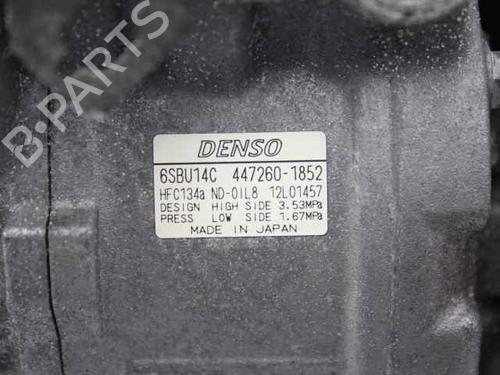 DENSO
6SBU14C 447260-1852
HFC134a ND-OIL8 12L01457
DESIGN HIGH SIDE 3.53MPa
PRESS LOW SIDE 1.67MPa
MADE IN JAPAN
B-PARTS